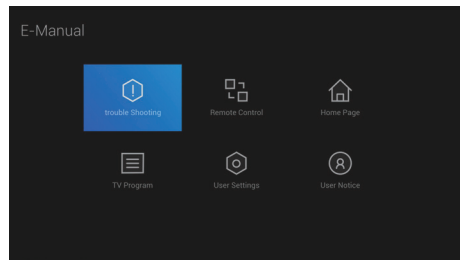 E-Manual
trouble Shooting
Remote Control
Home Page
TV Program
User Settings
User Notice